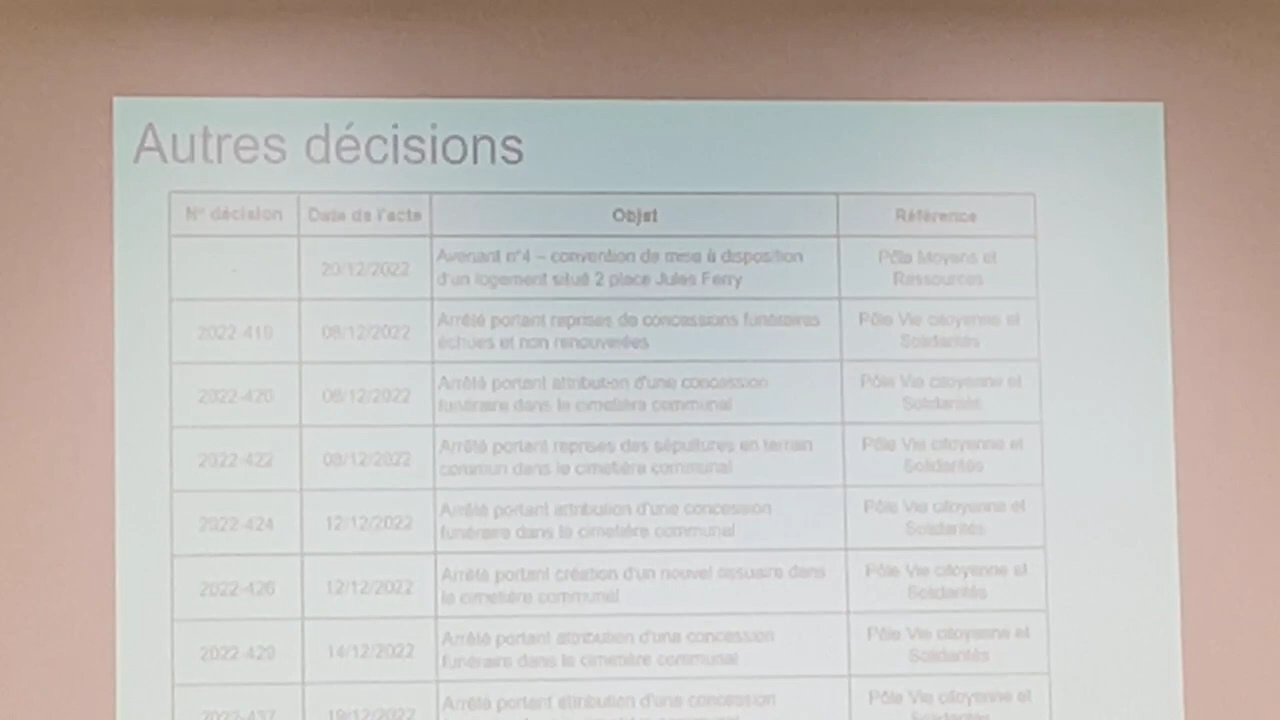 Autres décisions
N° décision Date de l'acte Objet Référence
20/12/2022 Avenant n°4 – convention de mise à disposition Pôle Moyens et
d'un logement situé 2 place Jules Ferry Ressources
2022-419 08/12/2022 Arrêté portant reprises de concessions funéraires Pôle Vie citoyenne et
échues et non renouvelées Solidarités
2022-420 08/12/2022 Arrêté portant attribution d'une concession Pôle Vie citoyenne et
funéraire dans le cimetière communal Solidarités
2022-422 08/12/2022 Arrêté portant reprises des sépultures en terrain Pôle Vie citoyenne et
commun dans le cimetière communal Solidarités
2022-424 12/12/2022 Arrêté portant attribution d'une concession Pôle Vie citoyenne et
funéraire dans le cimetière communal Solidarités
2022-426 12/12/2022 Arrêté portant création d'un nouvel ossuaire dans Pôle Vie citoyenne et
le cimetière communal Solidarités
2022-429 14/12/2022 Arrêté portant attribution d'une concession Pôle Vie citoyenne et
funéraire dans le cimetière communal Solidarités
2022-437 19/12/2022 Arrêté portant attribution d'une concession Pôle Vie citoyenne et